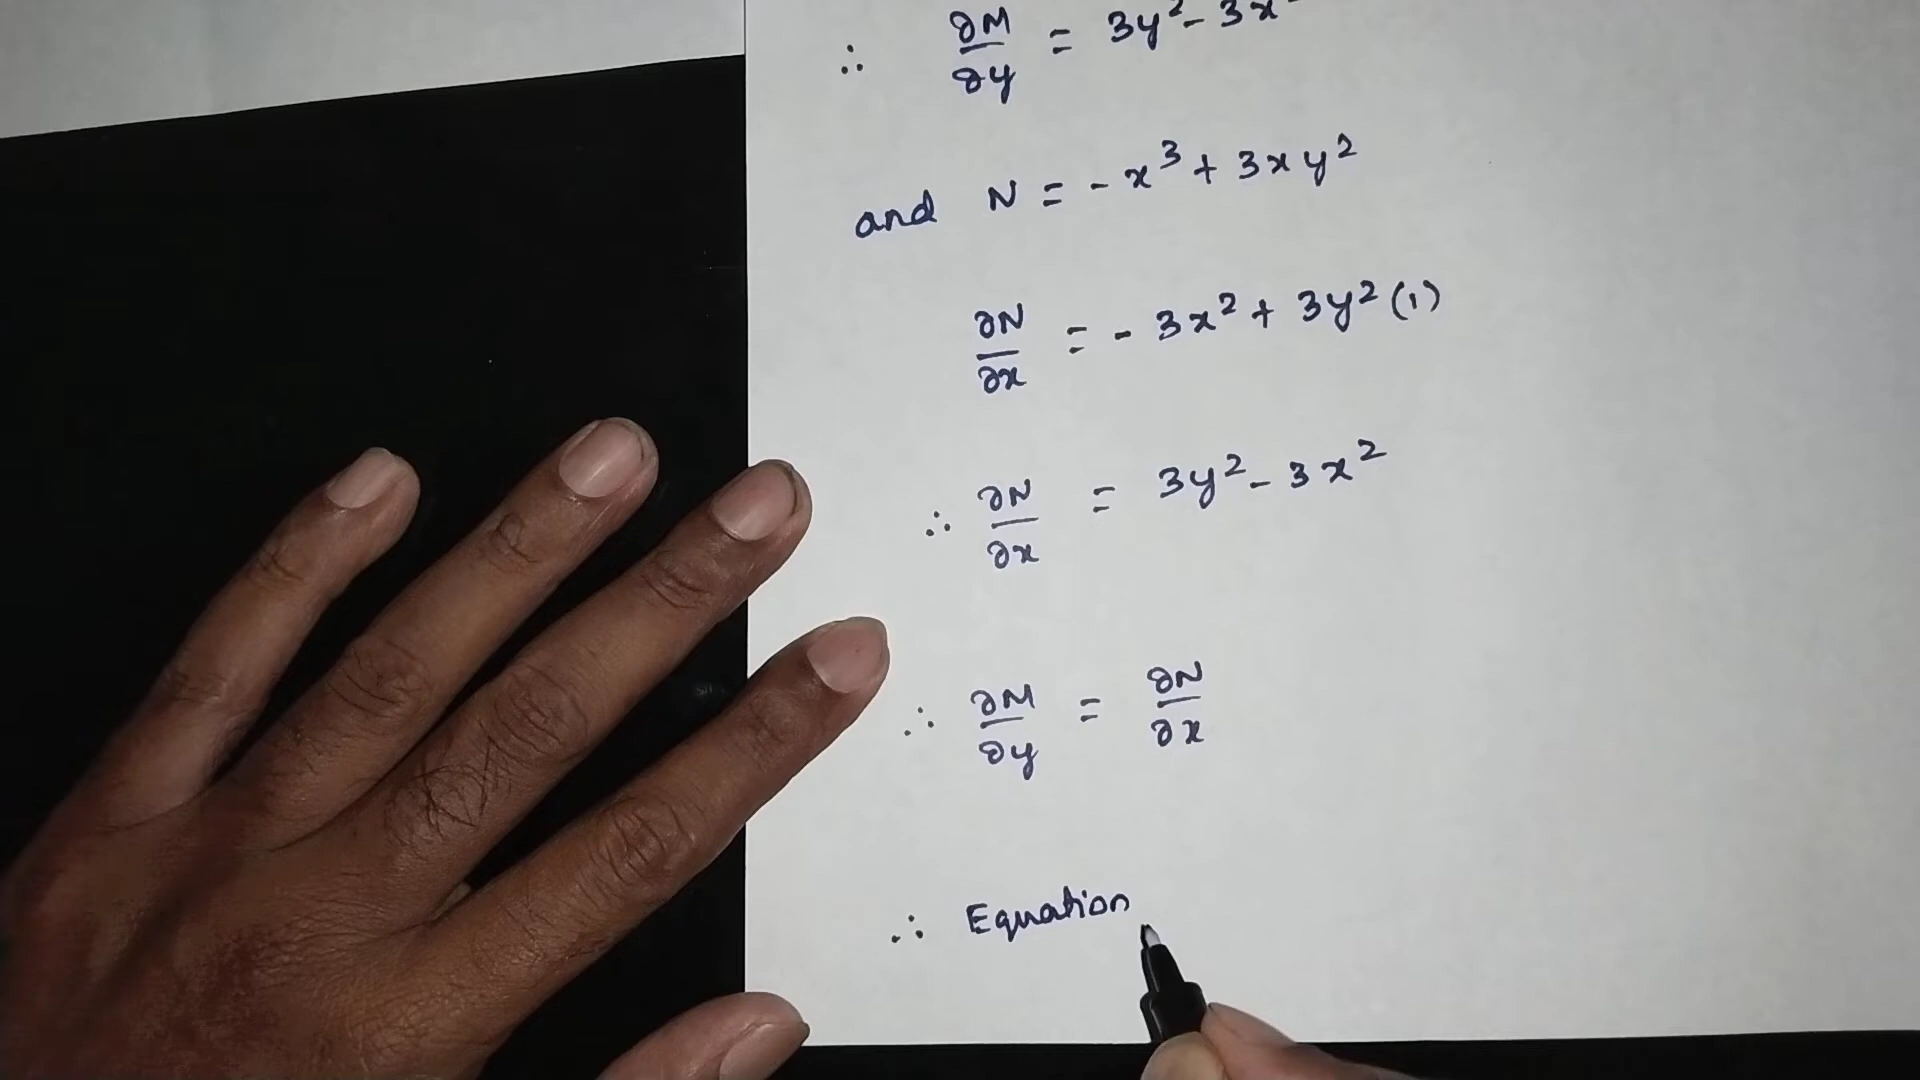 ∴ ∂M/∂y = 3y² - 3x
and N = - x³ + 3xy²
∂N/∂x = - 3x² + 3y² (1)
∴ ∂N/∂x = 3y² - 3x²
∴ ∂M/∂y = ∂N/∂x
∴ Equation